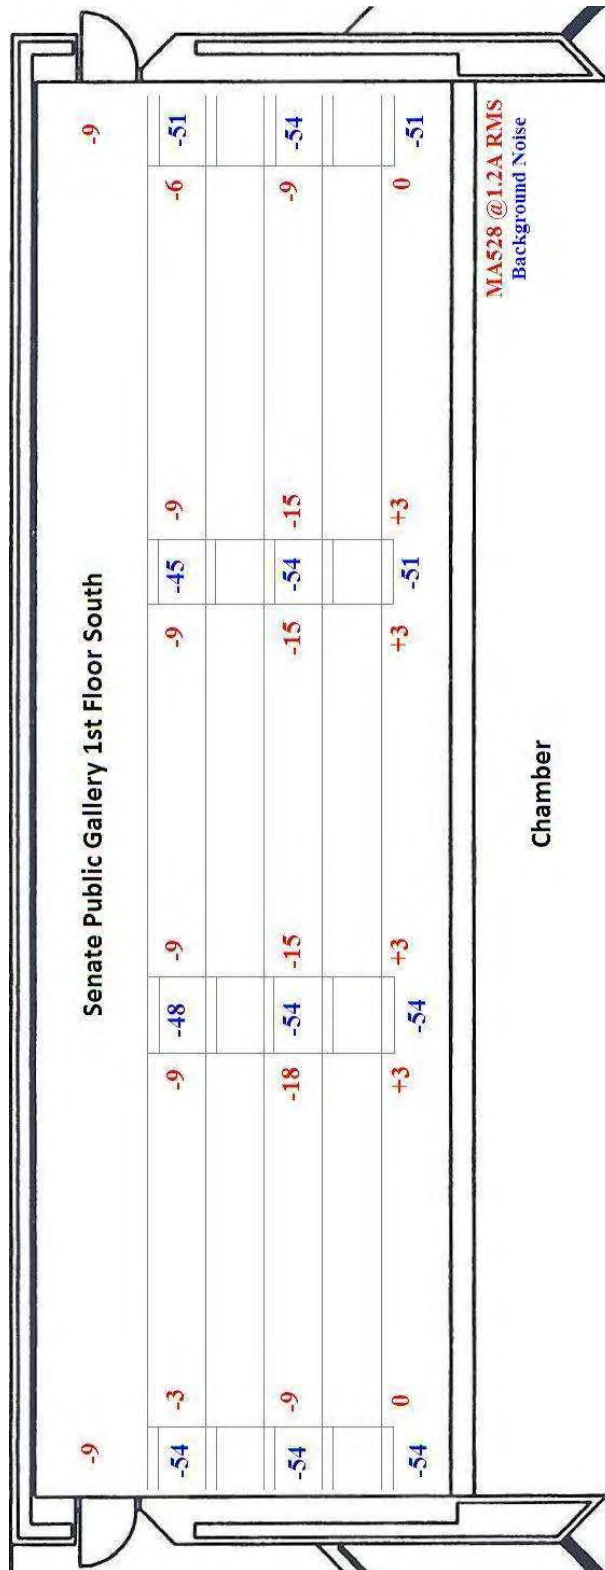 -9 Senate Public Gallery 1st Floor South -9
-54 -3 -9 -48 -9 -9 -45 -9 -6 -51
-54 -9 -18 -54 -15 -15 -54 -15 -9 -54
-54 0 +3 -54 +3 +3 -51 +3 0 -51
MA528 @1.2A RMS
Background Noise
Chamber